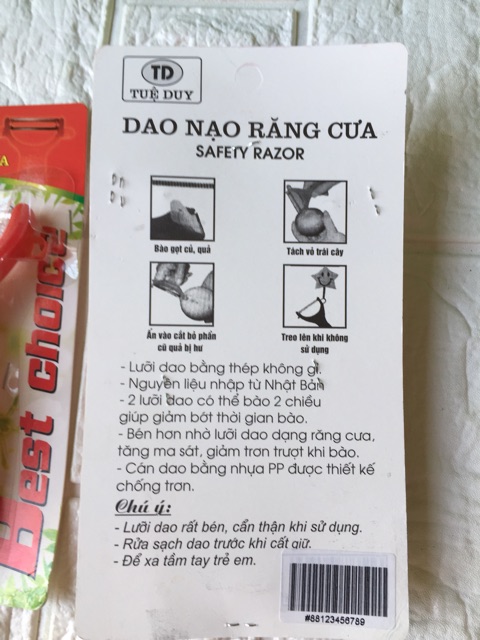 TD
TUỆ DUY
DAO NẠO RĂNG CƯA
SAFETY RAZOR
Bào gọt củ, quả
Tách vỏ trái cây
Ấn vào cắt bỏ phần
củ quả bị hư
Treo lên khi không
sử dụng
- Lưỡi dao bằng thép không gỉ.
- Nguyên liệu nhập từ Nhật Bản
- 2 lưỡi dao có thể bào 2 chiều
giúp giảm bớt thời gian bào.
- Bén hơn nhờ lưỡi dao dạng răng cưa,
tăng ma sát, giảm trơn trượt khi bào.
- Cán dao bằng nhựa PP được thiết kế
chống trơn.
Chú ý:
- Lưỡi dao rất bén, cẩn thận khi sử dụng.
- Rửa sạch dao trước khi cất giữ.
- Để xa tầm tay trẻ em.
#88123456789
A
Best choice